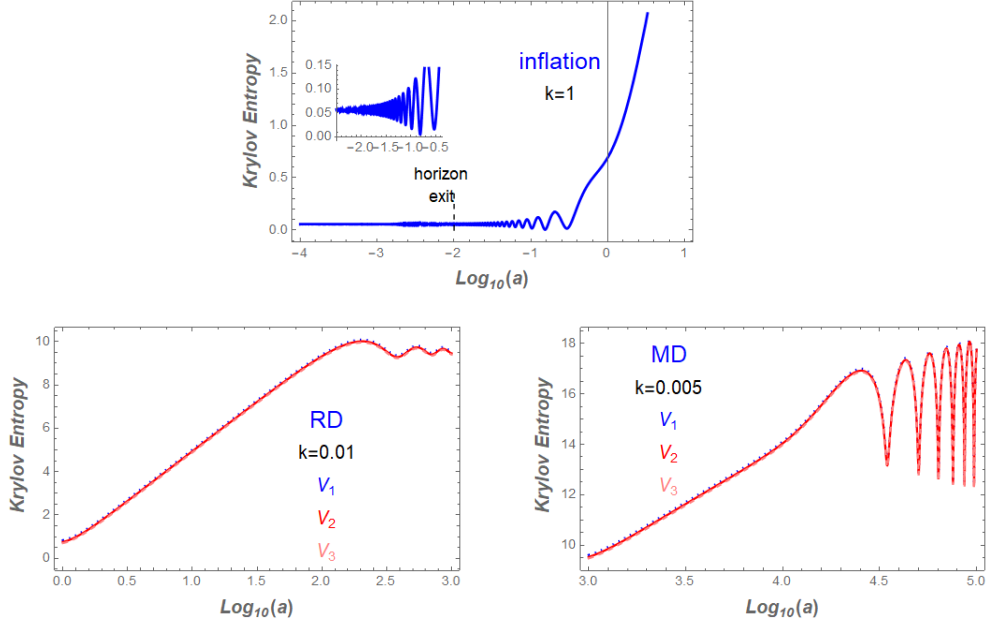 2.0
1.5
1.0
0.5
0.0
Krylov Entropy
inflation
k=1
0.15
0.10
0.05
0.00
−2.0 −1.5 −1.0 −0.5
horizon
exit
−4 −3 −2 −1 0 1
Log10(a)
10
8
6
4
2
0
Krylov Entropy
RD
k=0.01
V1
V2
V3
0.0 0.5 1.0 1.5 2.0 2.5 3.0
Log10(a)
18
16
14
12
10
Krylov Entropy
MD
k=0.005
V1
V2
V3
3.0 3.5 4.0 4.5 5.0
Log10(a)